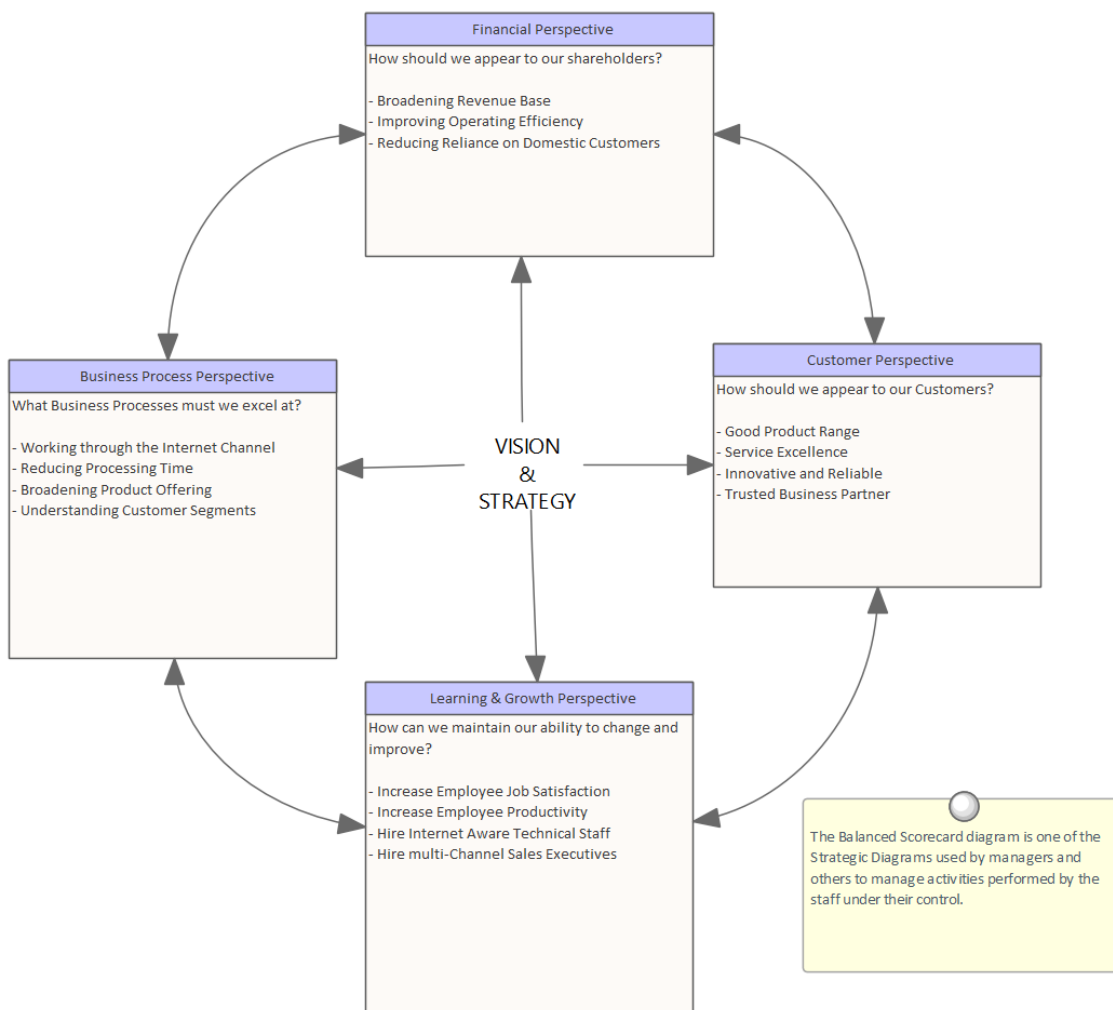 Financial Perspective
How should we appear to our shareholders?
- Broadening Revenue Base
- Improving Operating Efficiency
- Reducing Reliance on Domestic Customers
Business Process Perspective
What Business Processes must we excel at?
- Working through the Internet Channel
- Reducing Processing Time
- Broadening Product Offering
- Understanding Customer Segments
VISION
&
STRATEGY
Customer Perspective
How should we appear to our Customers?
- Good Product Range
- Service Excellence
- Innovative and Reliable
- Trusted Business Partner
Learning & Growth Perspective
How can we maintain our ability to change and
improve?
- Increase Employee Job Satisfaction
- Increase Employee Productivity
- Hire Internet Aware Technical Staff
- Hire multi-Channel Sales Executives
The Balanced Scorecard diagram is one of the
Strategic Diagrams used by managers and
others to manage activities performed by the
staff under their control.